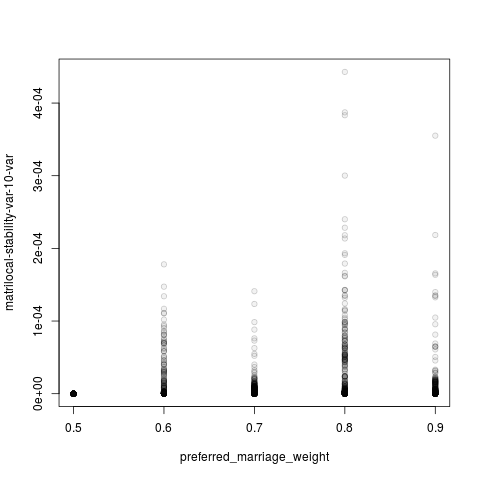 4e-04
3e-04
2e-04
1e-04
0e+00
matrilocal-stability-var-10-var
0.5 0.6 0.7 0.8 0.9
preferred_marriage_weight